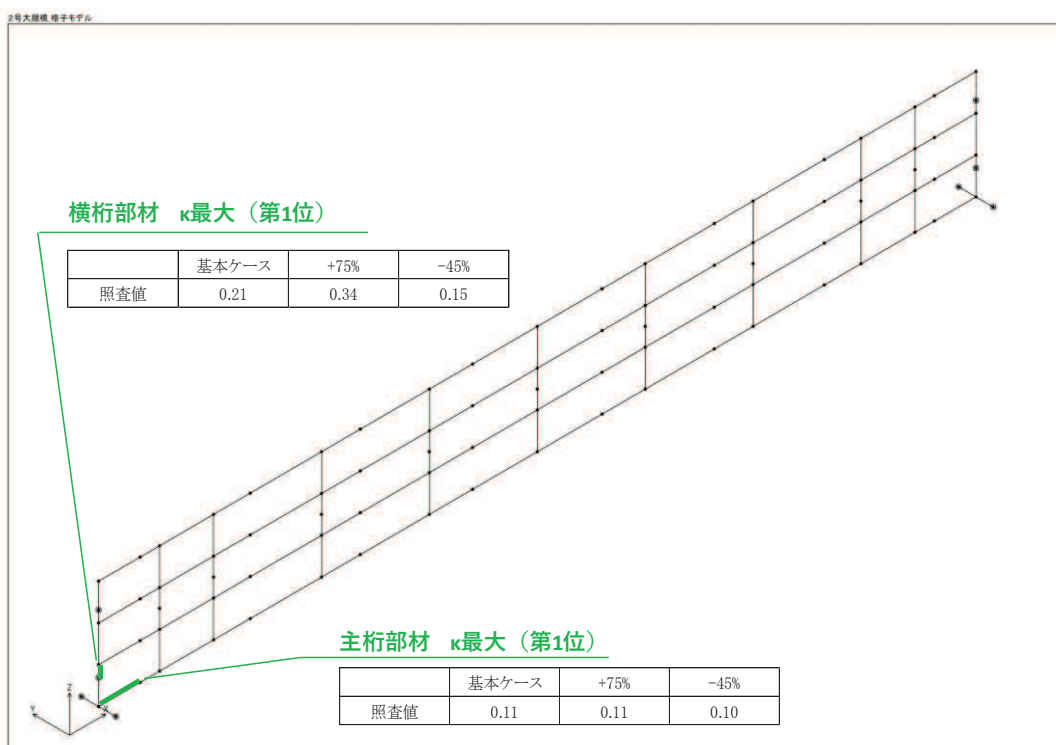 2号大規模 格子モデル
横桁部材 κ最大（第1位）
基本ケース +75% -45%
照査値 0.21 0.34 0.15
主桁部材 κ最大（第1位）
基本ケース +75% -45%
照査値 0.11 0.11 0.10
Z
Y
X